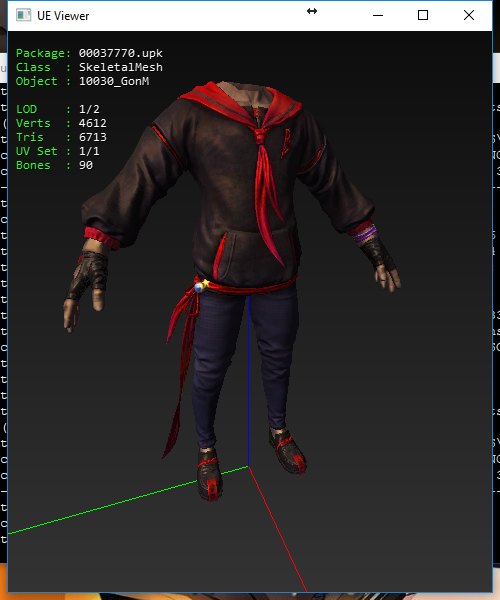 UE Viewer
Package: 00037770.upk
Class  : SkeletalMesh
Object : 10030_GonM
LOD    : 1/2
Verts  : 4612
Tris   : 6713
UV Set : 1/1
Bones  : 90